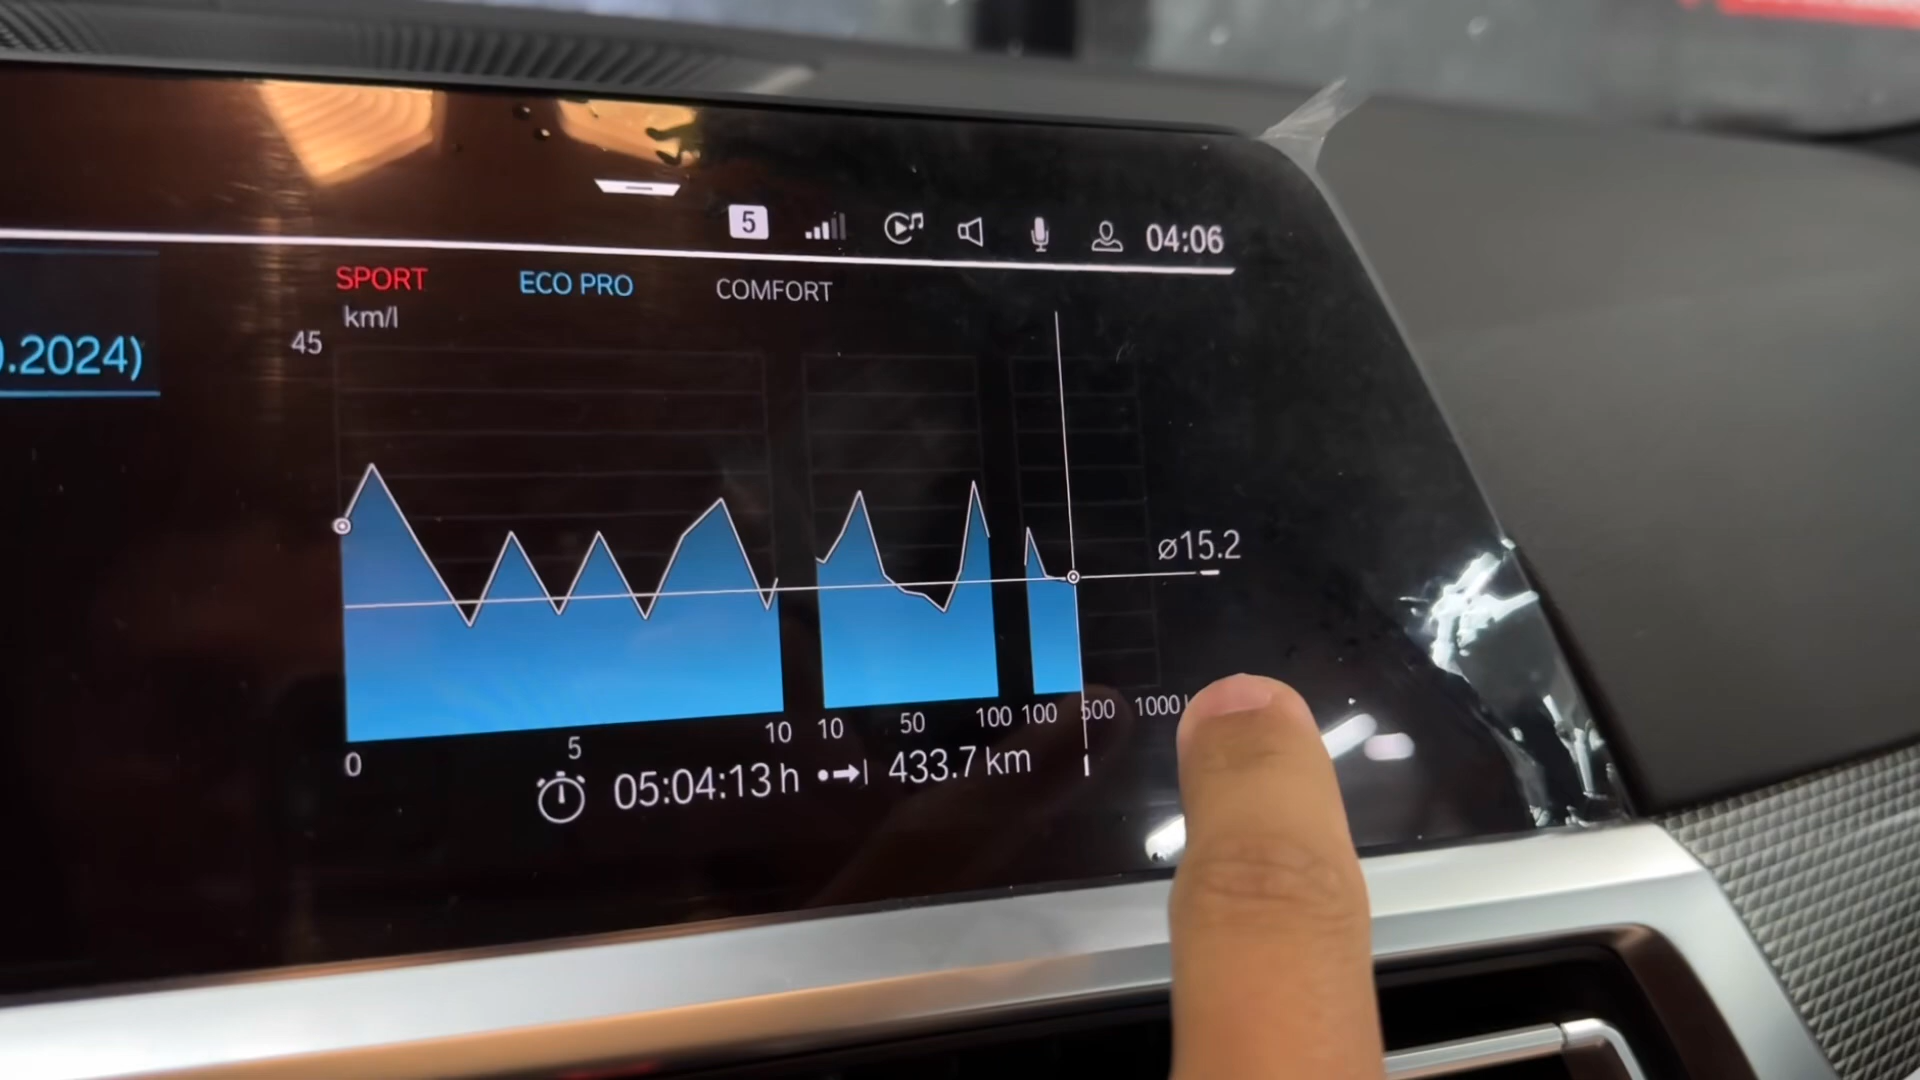 5 04:06
SPORT ECO PRO COMFORT
km/l
45
.2024)
ø15.2
0 5 10 10 50 100 100 500 1000
05:04:13 h 433.7 km